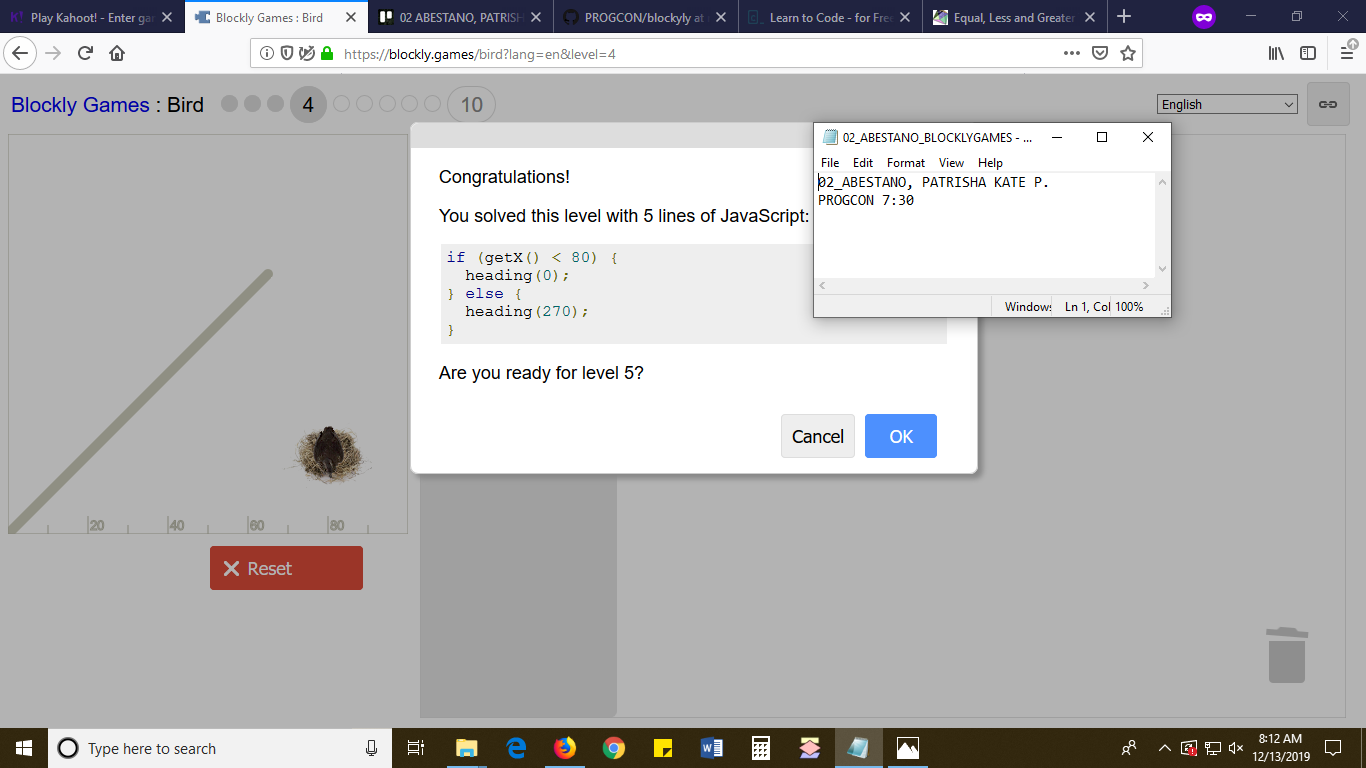 Play Kahoot! - Enter gar
Blockly Games : Bird
02 ABESTANO, PATRISH
PROGCON/blockyly at
Learn to Code - for Free
Equal, Less and Greater
https://blockly.games/bird?lang=en&level=4
Blockly Games : Bird
4
10
English
Congratulations!
You solved this level with 5 lines of JavaScript:
if (getX() < 80) {
heading(0);
} else {
heading(270);
}
Are you ready for level 5?
Cancel
OK
02_ABESTANO_BLOCKLYGAMES - ...
File Edit Format View Help
02_ABESTANO, PATRISHA KATE P.
PROGCON 7:30
Windows
Ln 1, Col
100%
20
40
60
80
Reset
Type here to search
8:12 AM
12/13/2019